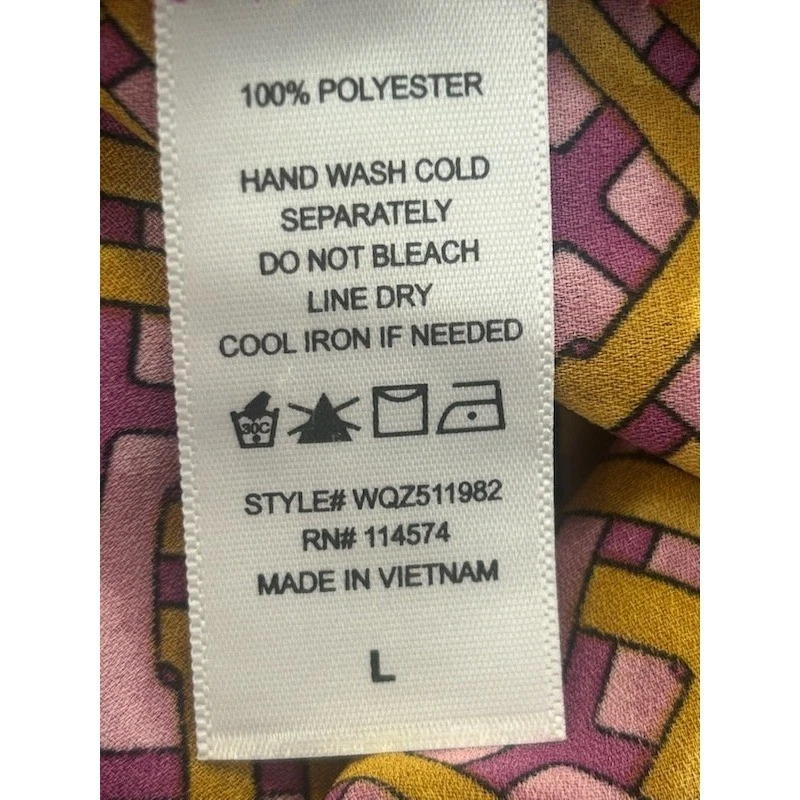 100% POLYESTER
HAND WASH COLD
SEPARATELY
DO NOT BLEACH
LINE DRY
COOL IRON IF NEEDED
30C
STYLE# WQZ511982
RN# 114574
MADE IN VIETNAM
L